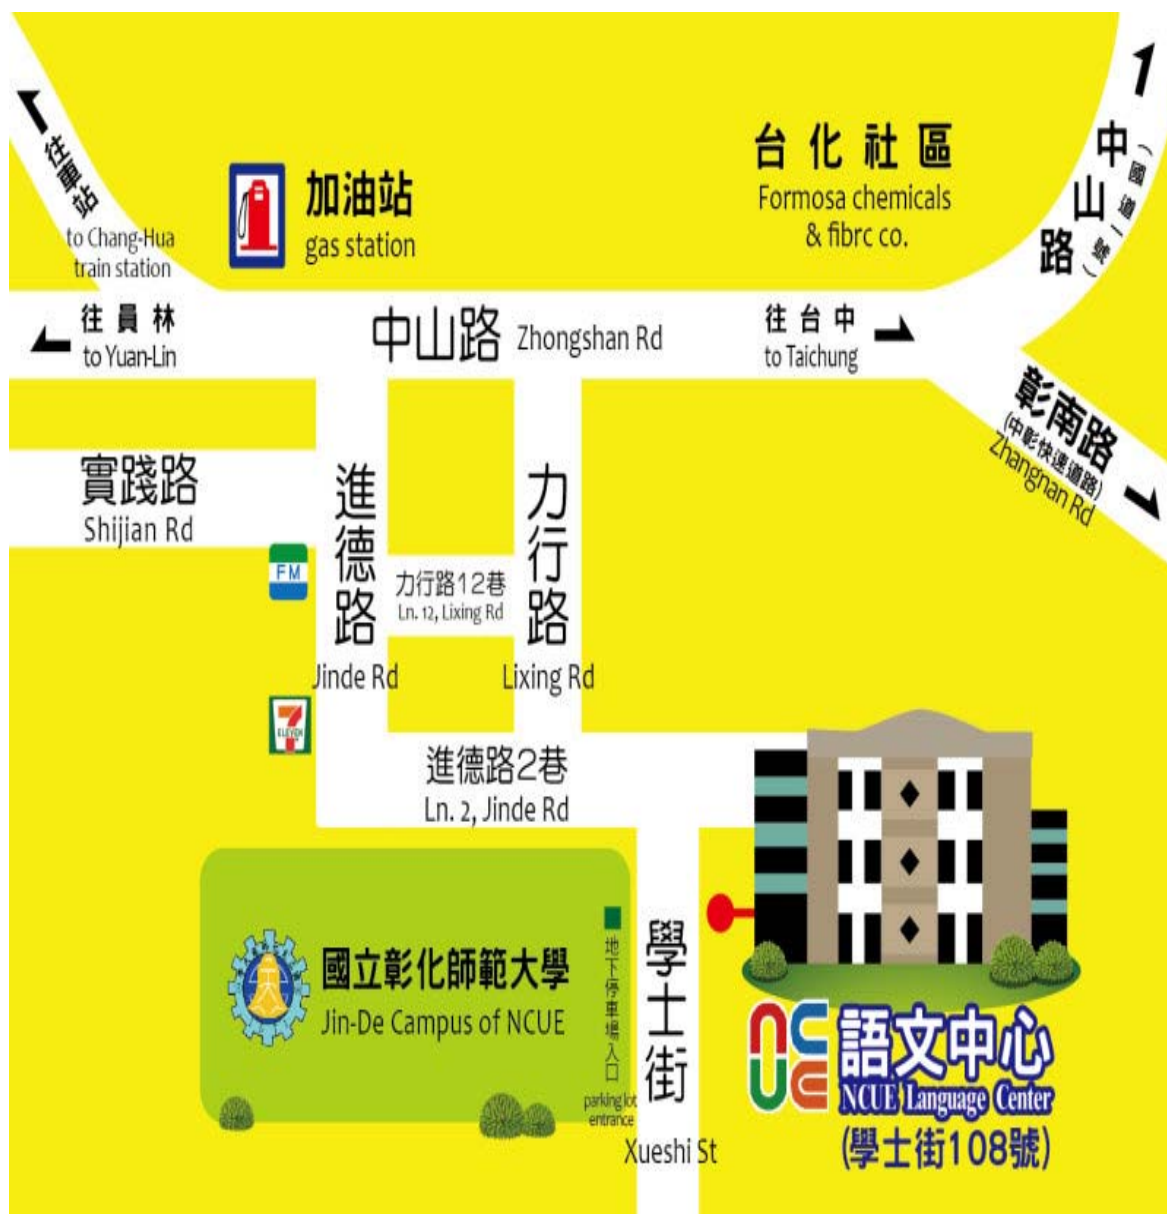 往車站
to Chang-Hua
train station
加油站
gas station
台化社區
Formosa chemicals
& fibrc co.
中山路
(國道一號)
往員林
to Yuan-Lin
中山路 Zhongshan Rd
往台中
to Taichung
彰南路
(中彰快速道路)
Zhangnan Rd
實踐路
Shijian Rd
FM
進德路
Jinde Rd
力行路12巷
Ln. 12, Lixing Rd
力行路
Lixing Rd
7
ELEVEN
進德路2巷
Ln. 2, Jinde Rd
國立彰化師範大學
Jin-De Campus of NCUE
地下停車場入口
parking lot
entrance
學士街
Xueshi St
NCUE
語文中心
NCUE Language Center
(學士街108號)